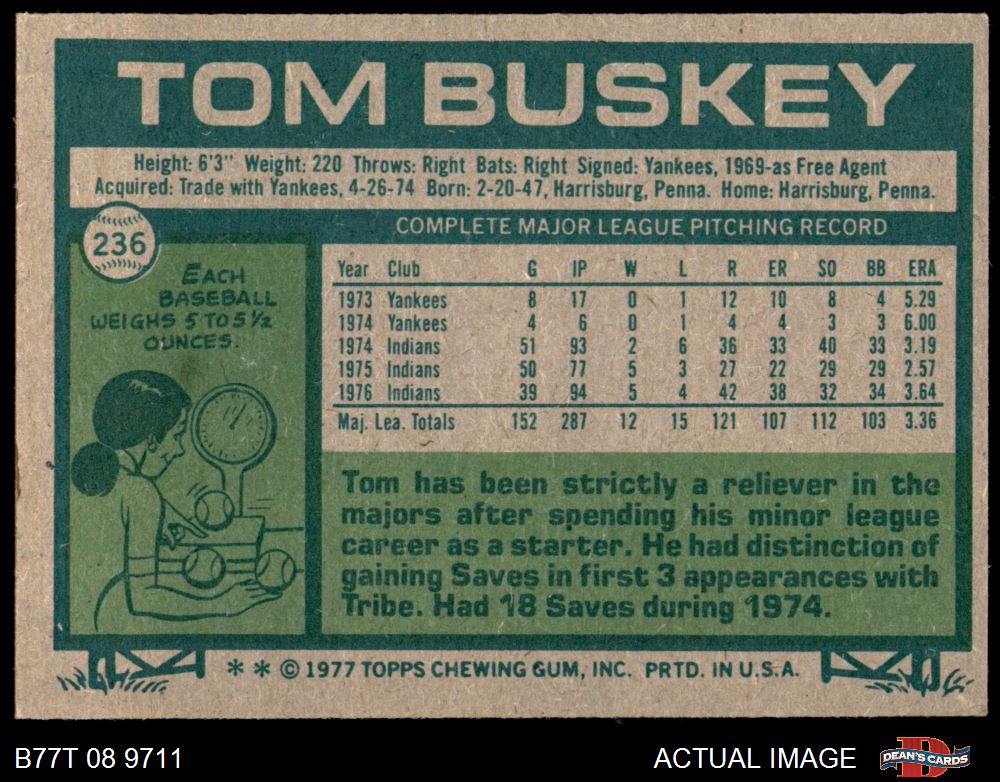 TOM BUSKEY
Height: 6'3" Weight: 220 Throws: Right Bats: Right Signed: Yankees, 1969-as Free Agent
Acquired: Trade with Yankees, 4-26-74 Born: 2-20-47, Harrisburg, Penna. Home: Harrisburg, Penna.
236
EACH
BASEBALL
WEIGHS 5 TO 5½
OUNCES.
COMPLETE MAJOR LEAGUE PITCHING RECORD
Year Club G IP W L R ER SO BB ERA
1973 Yankees 8 17 0 1 12 10 8 4 5.29
1974 Yankees 4 6 0 1 4 4 3 3 6.00
1974 Indians 51 93 2 6 36 33 40 33 3.19
1975 Indians 50 77 5 3 27 22 29 29 2.57
1976 Indians 39 94 5 4 42 38 32 34 3.64
Maj. Lea. Totals 152 287 12 15 121 107 112 103 3.36
Tom has been strictly a reliever in the
majors after spending his minor league
career as a starter. He had distinction of
gaining Saves in first 3 appearances with
Tribe. Had 18 Saves during 1974.
* * © 1977 TOPPS CHEWING GUM, INC. PRTD. IN U.S.A.
B77T 08 9711
ACTUAL IMAGE
DEAN'S CARDS